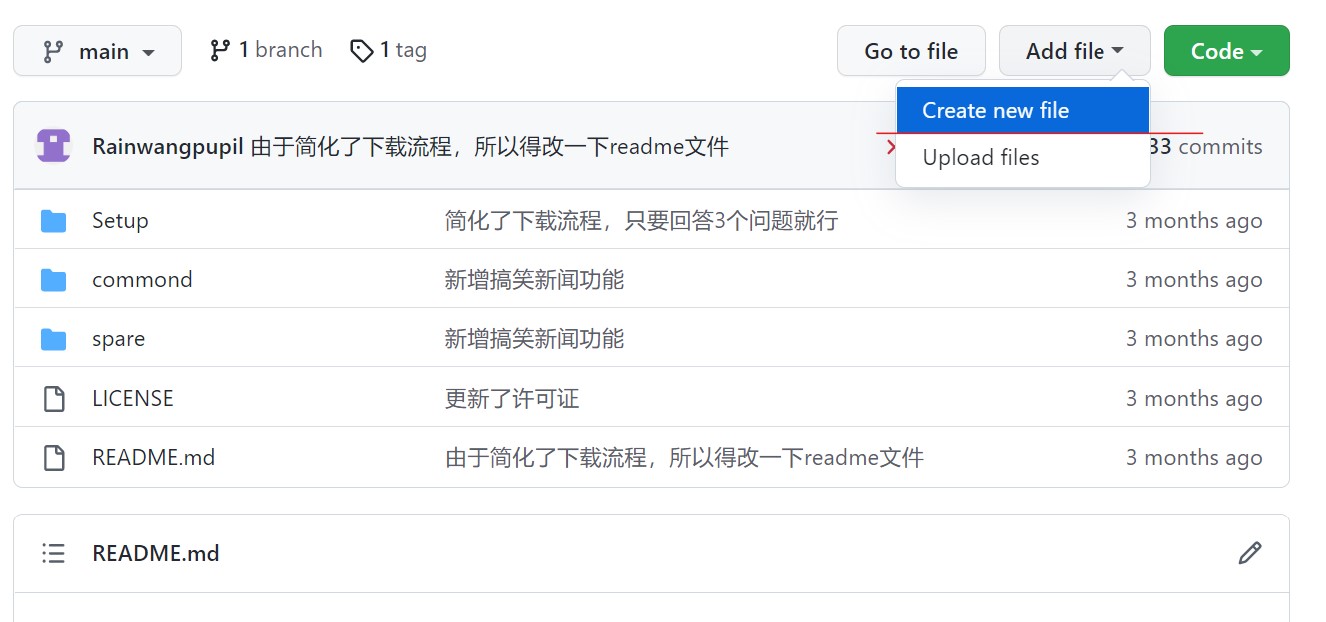 main 1 branch 1 tag Go to file Add file Code
Create new file
Rainwangpupil 由于简化了下载流程，所以得改一下readme文件 33 commits
Upload files
Setup 简化了下载流程，只要回答3个问题就行 3 months ago
commond 新增搞笑新闻功能 3 months ago
spare 新增搞笑新闻功能 3 months ago
LICENSE 更新了许可证 3 months ago
README.md 由于简化了下载流程，所以得改一下readme文件 3 months ago
README.md